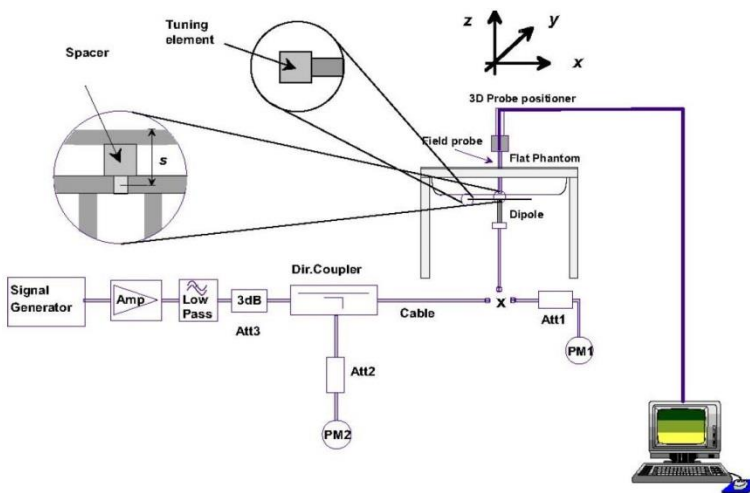 Tuning
element
Spacer
s
z
y
x
3D Probe positioner
Field probe
Flat Phantom
Dipole
Signal
Generator
Amp
Low
Pass
3dB
Att3
Dir.Coupler
Cable
x
Att1
PM1
Att2
PM2